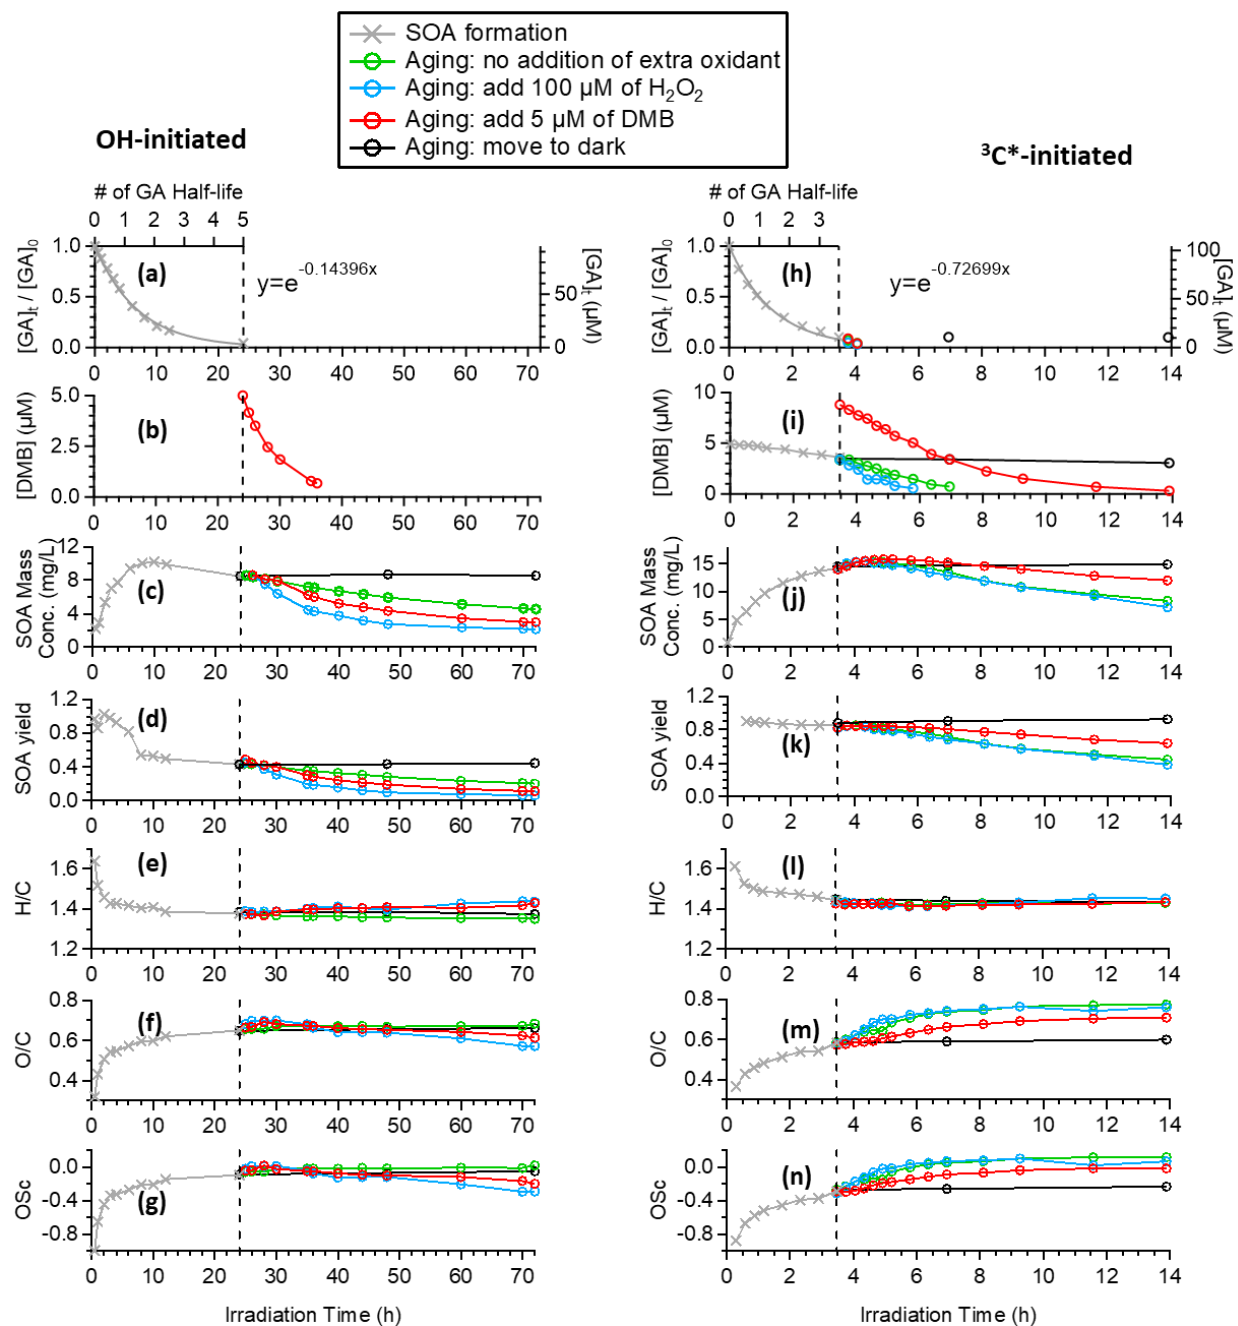 SOA formation
Aging: no addition of extra oxidant
Aging: add 100 µM of H₂O₂
Aging: add 5 µM of DMB
Aging: move to dark
OH-initiated
³C*-initiated
# of GA Half-life
0 1 2 3 4 5
[GA]t / [GA]₀
1.0
0.5
0.0
(a)
y=e^-0.14396x
50
0
[GA]t (µM)
0 10 20 30 40 50 60 70
[DMB] (µM)
5.0
2.5
0.0
(b)
0 10 20 30 40 50 60 70
SOA Mass
Conc. (mg/L)
12
8
4
0
(c)
0 10 20 30 40 50 60 70
SOA yield
1.2
0.8
0.4
0.0
(d)
0 10 20 30 40 50 60 70
H/C
1.6
1.4
1.2
(e)
0 10 20 30 40 50 60 70
O/C
0.8
0.6
0.4
(f)
0 10 20 30 40 50 60 70
OSc
0.0
-0.4
-0.8
(g)
0 10 20 30 40 50 60 70
Irradiation Time (h)
# of GA Half-life
0 1 2 3
[GA]t / [GA]₀
1.0
0.5
0.0
(h)
y=e^-0.72699x
100
50
0
[GA]t (µM)
0 2 4 6 8 10 12 14
[DMB] (µM)
10
5
0
(i)
0 2 4 6 8 10 12 14
SOA Mass
Conc. (mg/L)
15
10
5
0
(j)
0 2 4 6 8 10 12 14
SOA yield
1.2
0.8
0.4
0.0
(k)
0 2 4 6 8 10 12 14
H/C
1.6
1.4
1.2
(l)
0 2 4 6 8 10 12 14
O/C
0.8
0.6
0.4
(m)
0 2 4 6 8 10 12 14
OSc
0.0
-0.4
-0.8
(n)
0 2 4 6 8 10 12 14
Irradiation Time (h)